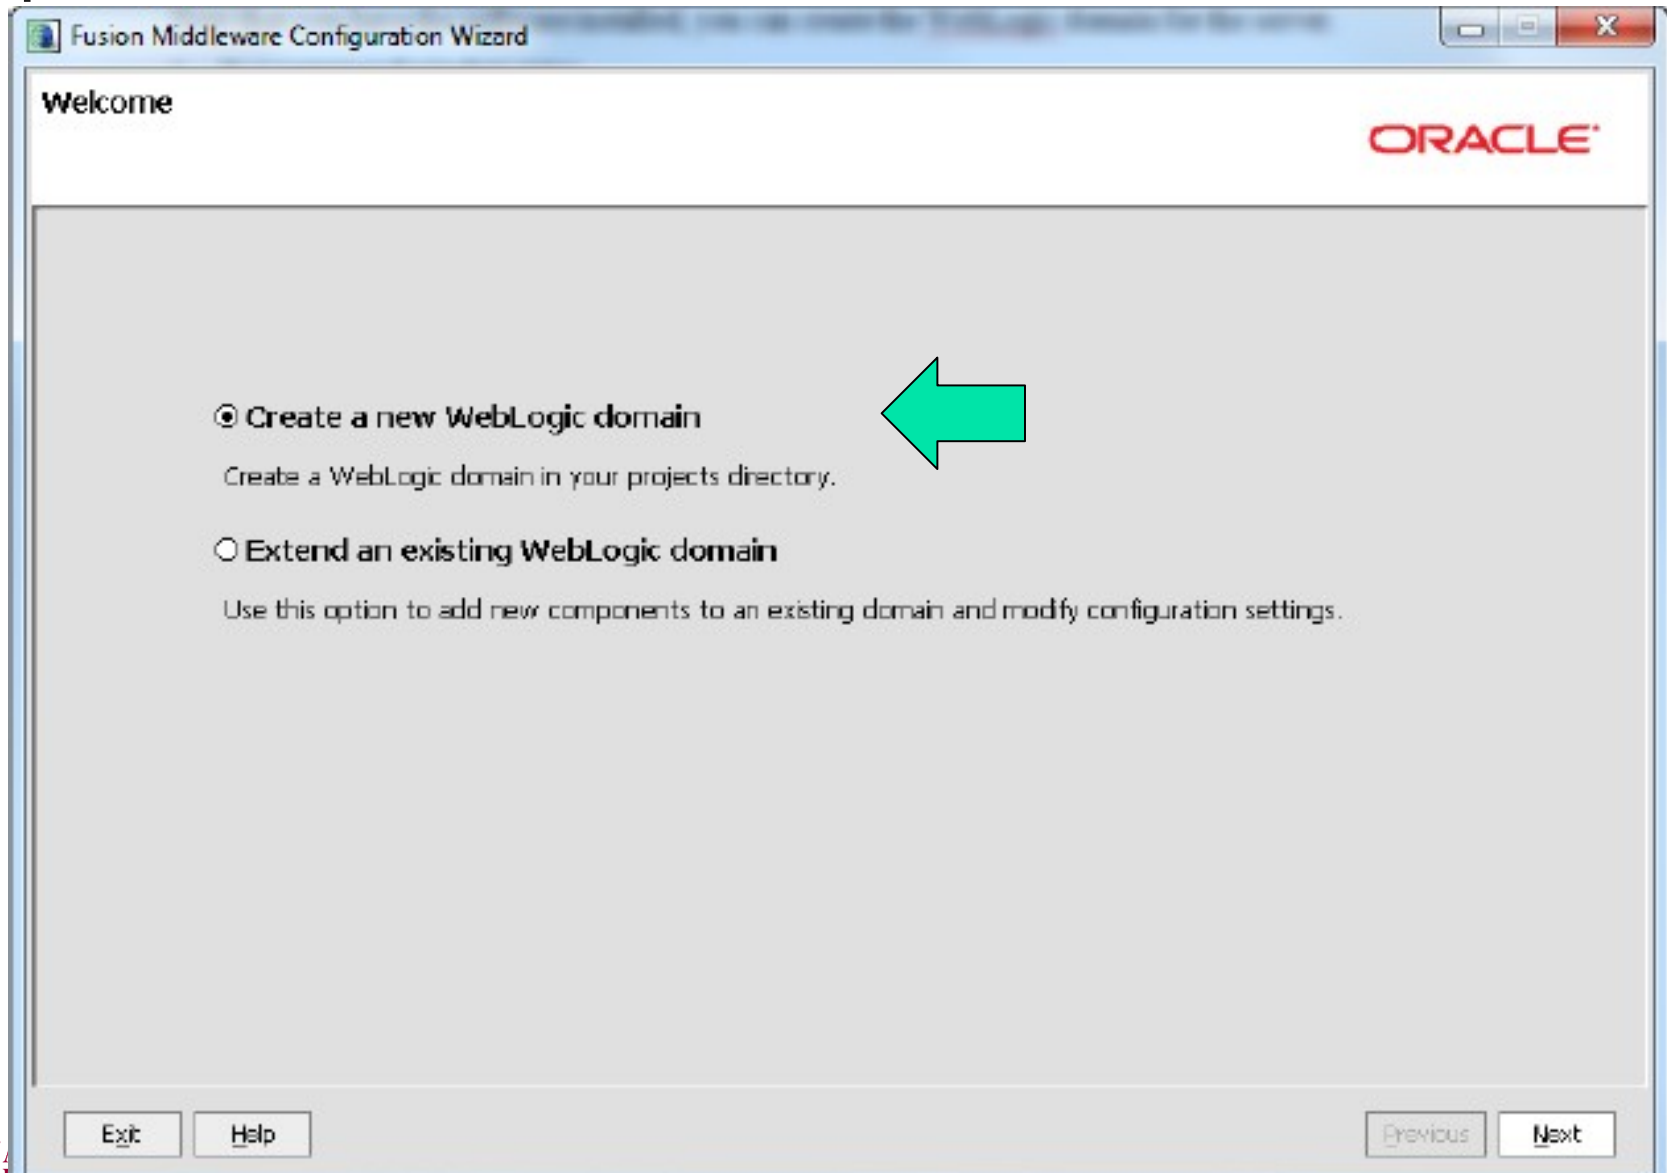 Fusion Middleware Configuration Wizard
Welcome
ORACLE
Create a new WebLogic domain
Create a WebLogic domain in your projects directory.
Extend an existing WebLogic domain
Use this option to add new components to an existing domain and modify configuration settings.
Exit Help Previous Next